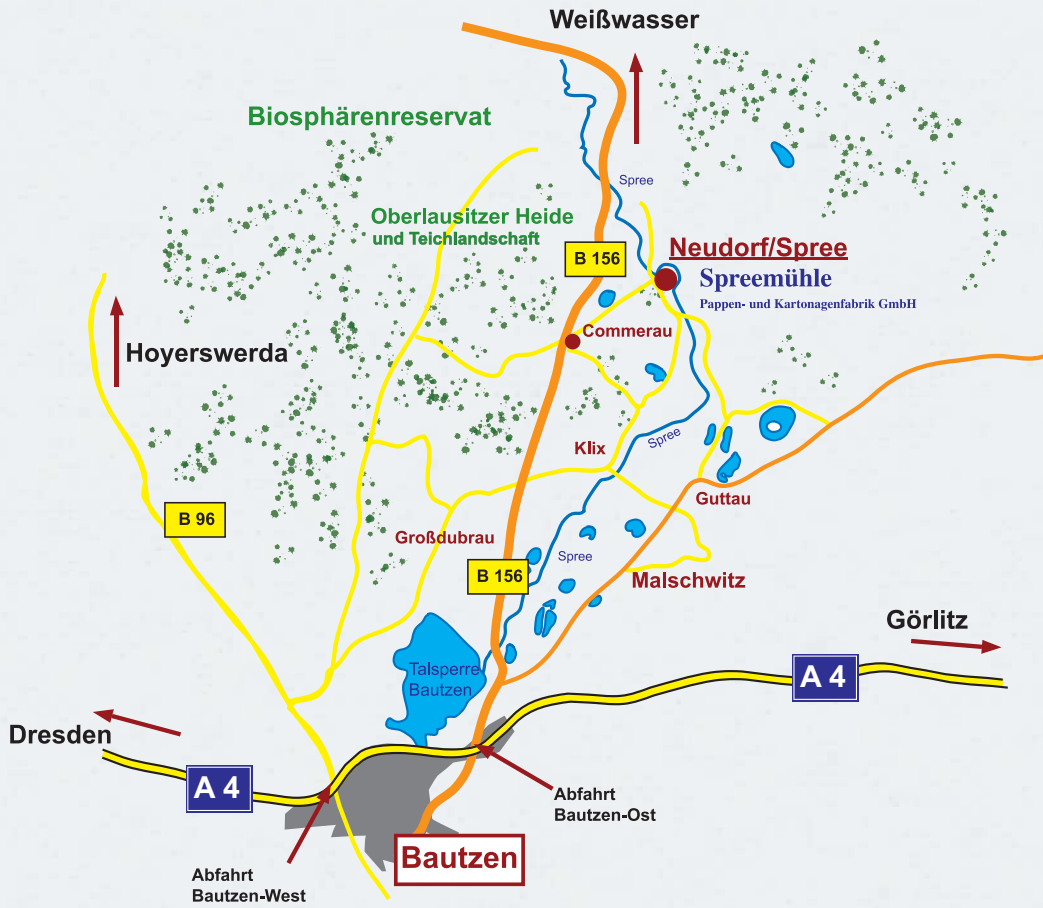 Weißwasser
Biosphärenreservat
Spree
Oberlausitzer Heide
und Teichlandschaft
B 156
Neudorf/Spree
Spreemühle
Pappen- und Kartonagenfabrik GmbH
Commerau
Hoyerswerda
Spree
Klix
Guttau
B 96
Großdubrau
Spree
B 156
Malschwitz
Görlitz
Talsperre
Bautzen
A 4
Dresden
A 4
Abfahrt
Bautzen-Ost
Bautzen
Abfahrt
Bautzen-West